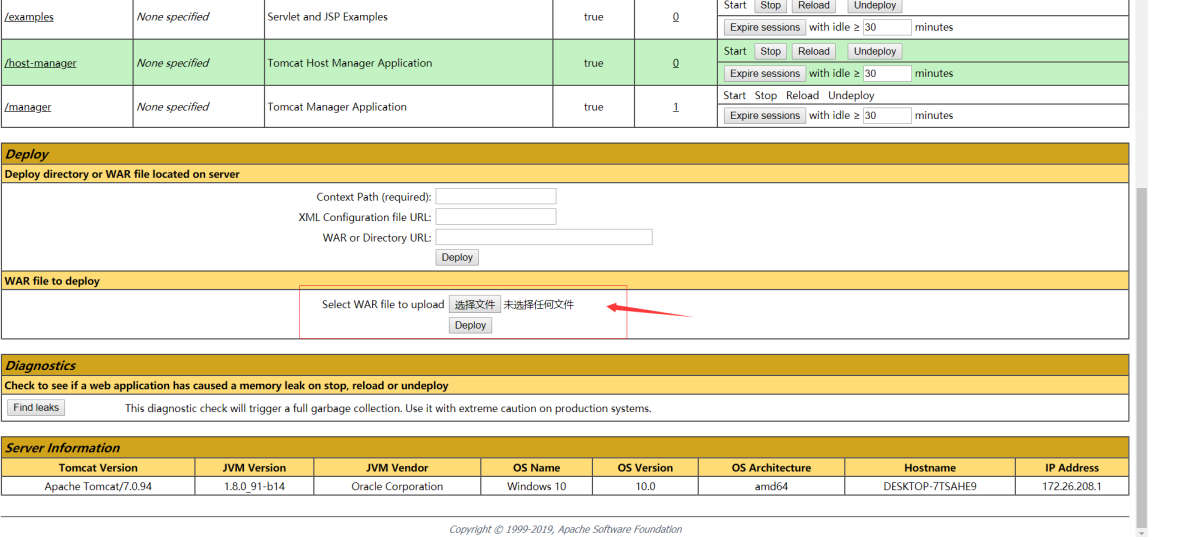 /examples None specified Servlet and JSP Examples true 0 Start Stop Reload Undeploy
Expire sessions with idle ≥ 30 minutes
/host-manager None specified Tomcat Host Manager Application true 0 Start Stop Reload Undeploy
Expire sessions with idle ≥ 30 minutes
/manager None specified Tomcat Manager Application true 1 Start Stop Reload Undeploy
Expire sessions with idle ≥ 30 minutes
Deploy
Deploy directory or WAR file located on server
Context Path (required):
XML Configuration file URL:
WAR or Directory URL:
Deploy
WAR file to deploy
Select WAR file to upload 选择文件 未选择任何文件
Deploy
Diagnostics
Check to see if a web application has caused a memory leak on stop, reload or undeploy
Find leaks This diagnostic check will trigger a full garbage collection. Use it with extreme caution on production systems.
Server Information
Tomcat Version JVM Version JVM Vendor OS Name OS Version OS Architecture Hostname IP Address
Apache Tomcat/7.0.94 1.8.0_91-b14 Oracle Corporation Windows 10 10.0 amd64 DESKTOP-7TSAHE9 172.26.208.1
Copyright © 1999-2019, Apache Software Foundation